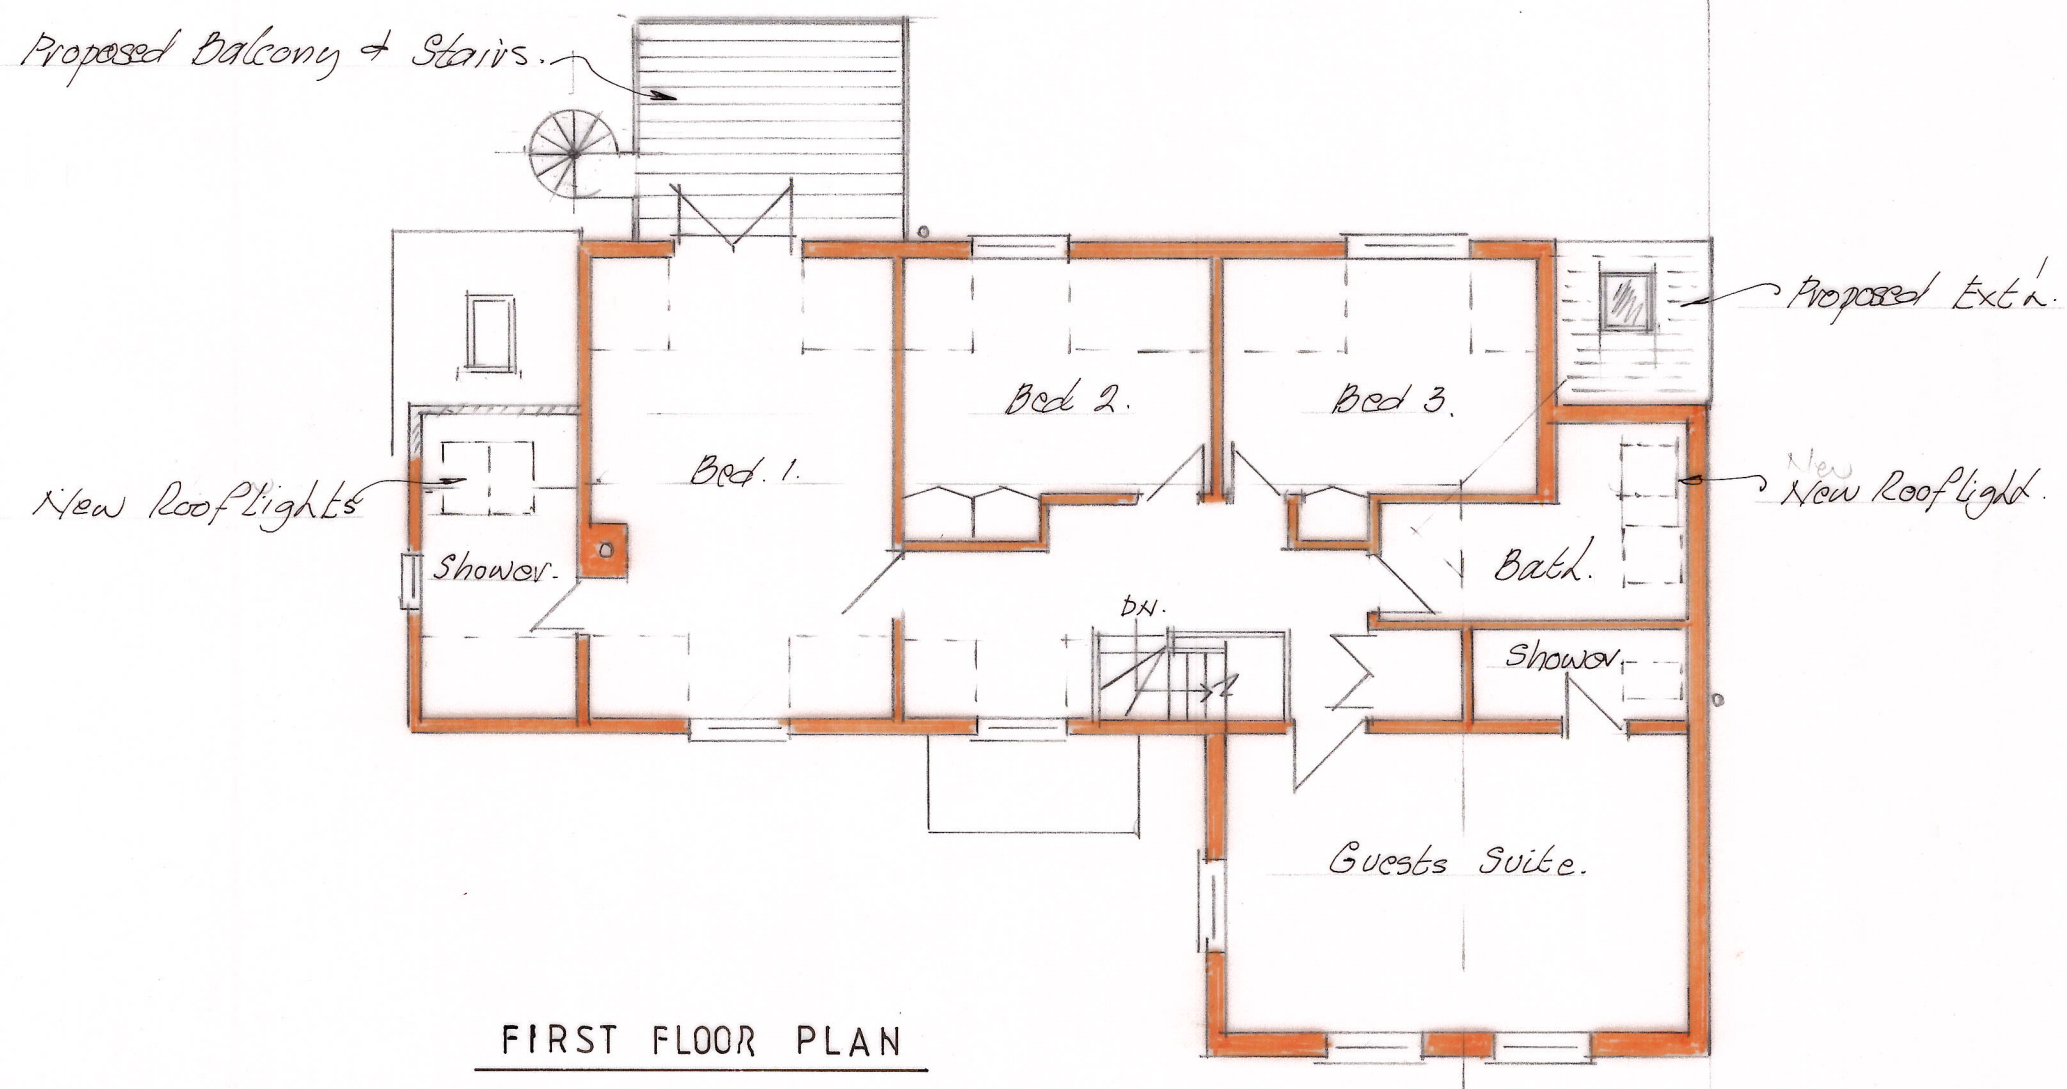 Proposed Balcony & Stairs.
Proposed Ext'n.
Bed 2.
Bed 3.
Bed. 1.
New
New Rooflights
New Rooflight.
Shower.
Bath.
DN.
Shower.
Guests Suite.
FIRST FLOOR PLAN